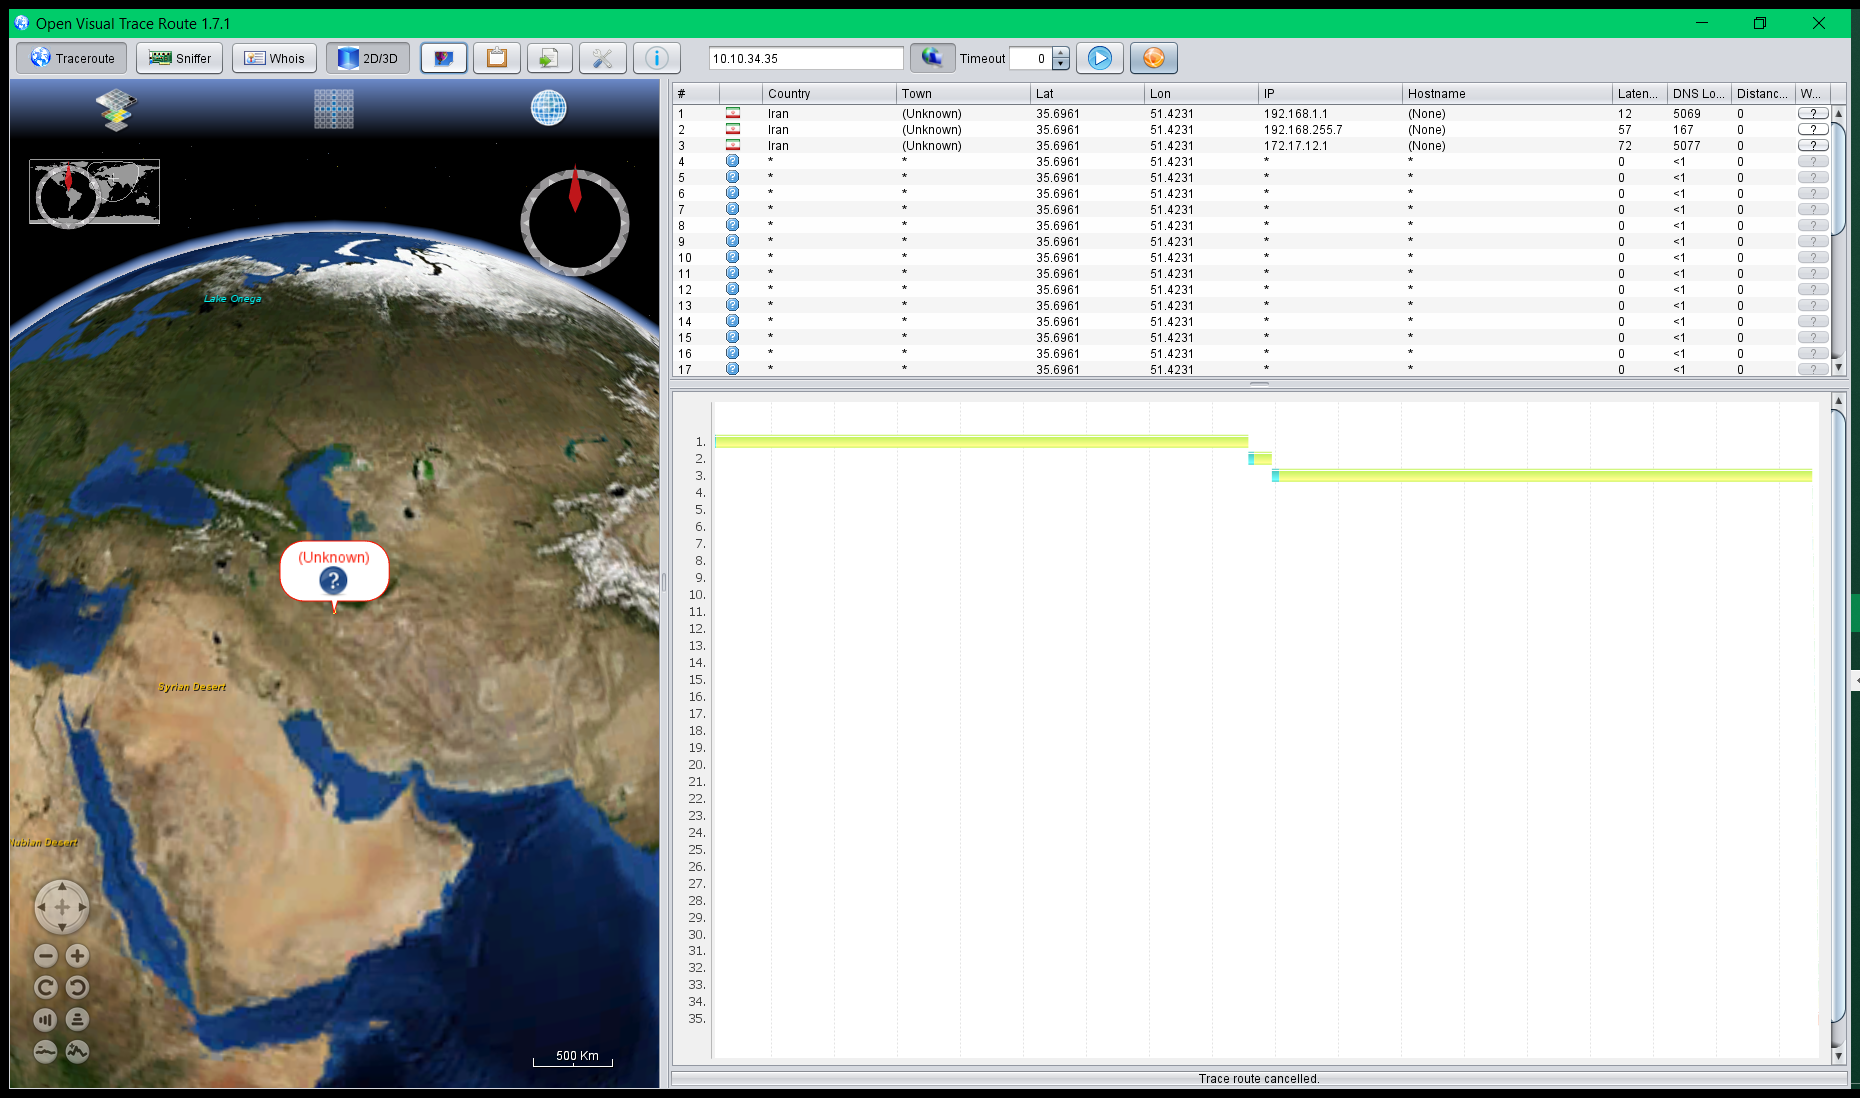 Open Visual Trace Route 1.7.1
Traceroute Sniffer Whois 2D/3D 10.10.34.35 Timeout 0
# Country Town Lat Lon IP Hostname Laten... DNS Lo... Distanc... W...
1 Iran (Unknown) 35.6961 51.4231 192.168.1.1 (None) 12 5069 0 ?
2 Iran (Unknown) 35.6961 51.4231 192.168.255.7 (None) 57 167 0 ?
3 Iran (Unknown) 35.6961 51.4231 172.17.12.1 (None) 72 5077 0 ?
4 ? * * 35.6961 51.4231 * * 0 <1 0 ?
5 ? * * 35.6961 51.4231 * * 0 <1 0 ?
6 ? * * 35.6961 51.4231 * * 0 <1 0 ?
7 ? * * 35.6961 51.4231 * * 0 <1 0 ?
8 ? * * 35.6961 51.4231 * * 0 <1 0 ?
9 ? * * 35.6961 51.4231 * * 0 <1 0 ?
10 ? * * 35.6961 51.4231 * * 0 <1 0 ?
11 ? * * 35.6961 51.4231 * * 0 <1 0 ?
12 ? * * 35.6961 51.4231 * * 0 <1 0 ?
13 ? * * 35.6961 51.4231 * * 0 <1 0 ?
14 ? * * 35.6961 51.4231 * * 0 <1 0 ?
15 ? * * 35.6961 51.4231 * * 0 <1 0 ?
16 ? * * 35.6961 51.4231 * * 0 <1 0 ?
17 ? * * 35.6961 51.4231 * * 0 <1 0 ?
Lake Onega
(Unknown)
?
Syrian Desert
Nubian Desert
500 Km
1.
2.
3.
4.
5.
6.
7.
8.
9.
10.
11.
12.
13.
14.
15.
16.
17.
18.
19.
20.
21.
22.
23.
24.
25.
26.
27.
28.
29.
30.
31.
32.
33.
34.
35.
Trace route cancelled.